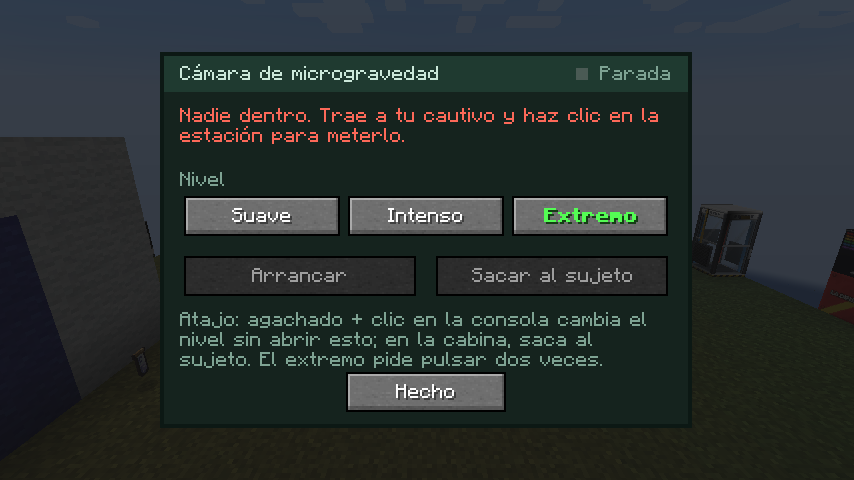 Cámara de microgravedad
Parada
Nadie dentro. Trae a tu cautivo y haz clic en la
estación para meterlo.
Nivel
Suave
Intenso
Extremo
Arrancar
Sacar al sujeto
Atajo: agachado + clic en la consola cambia el
nivel sin abrir esto; en la cabina, saca al
sujeto. El extremo pide pulsar dos veces.
Hecho